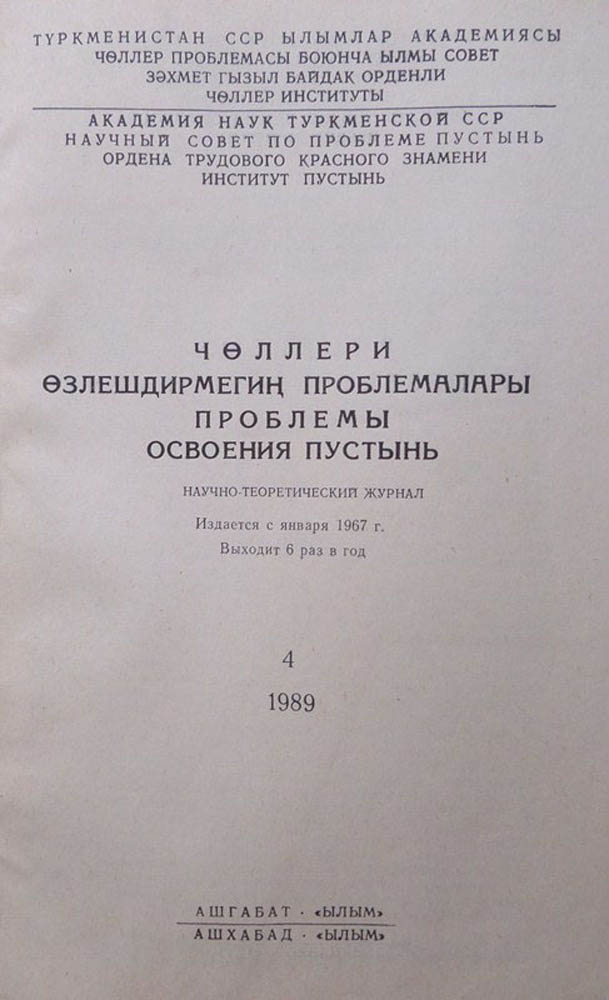 ТҮРКМЕНИСТАН ССР ЫЛЫМЛАР АКАДЕМИЯСЫ
ЧӨЛЛЕР ПРОБЛЕМАСЫ БОЮНЧА ЫЛМЫ СОВЕТ
ЗӘХМЕТ ГЫЗЫЛ БАЙДАК ОРДЕНЛИ
ЧӨЛЛЕР ИНСТИТУТЫ
АКАДЕМИЯ НАУК ТУРКМЕНСКОЙ ССР
НАУЧНЫЙ СОВЕТ ПО ПРОБЛЕМЕ ПУСТЫНЬ
ОРДЕНА ТРУДОВОГО КРАСНОГО ЗНАМЕНИ
ИНСТИТУТ ПУСТЫНЬ
ЧӨЛЛЕРИ
ӨЗЛЕШДИРМЕГИҢ ПРОБЛЕМАЛАРЫ
ПРОБЛЕМЫ
ОСВОЕНИЯ ПУСТЫНЬ
НАУЧНО-ТЕОРЕТИЧЕСКИЙ ЖУРНАЛ
Издается с января 1967 г.
Выходит 6 раз в год
4
1989
АШГАБАТ · «ЫЛЫМ»
АШХАБАД · «ЫЛЫМ»